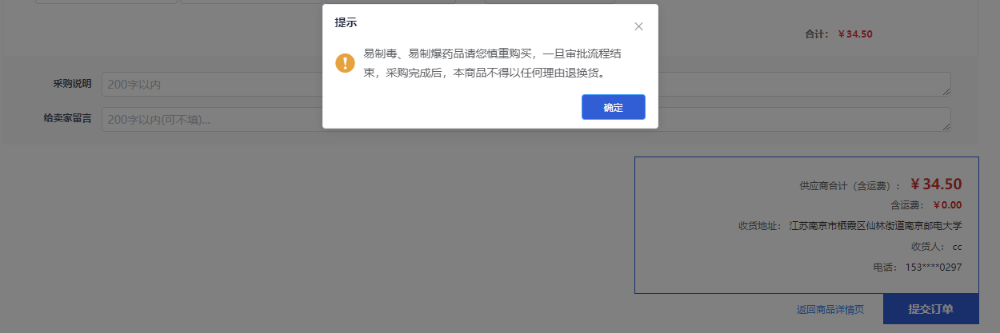 提示
易制毒、易制爆药品请您慎重购买，一旦审批流程结
束，采购完成后，本商品不得以任何理由退换货。
确定
合计： ￥34.50
采购说明 200字以内
给卖家留言 200字以内(可不填)...
供应商合计（含运费）： ￥34.50
含运费： ￥0.00
收货地址： 江苏南京市栖霞区仙林街道南京邮电大学
收货人： cc
电话： 153****0297
返回商品详情页 提交订单